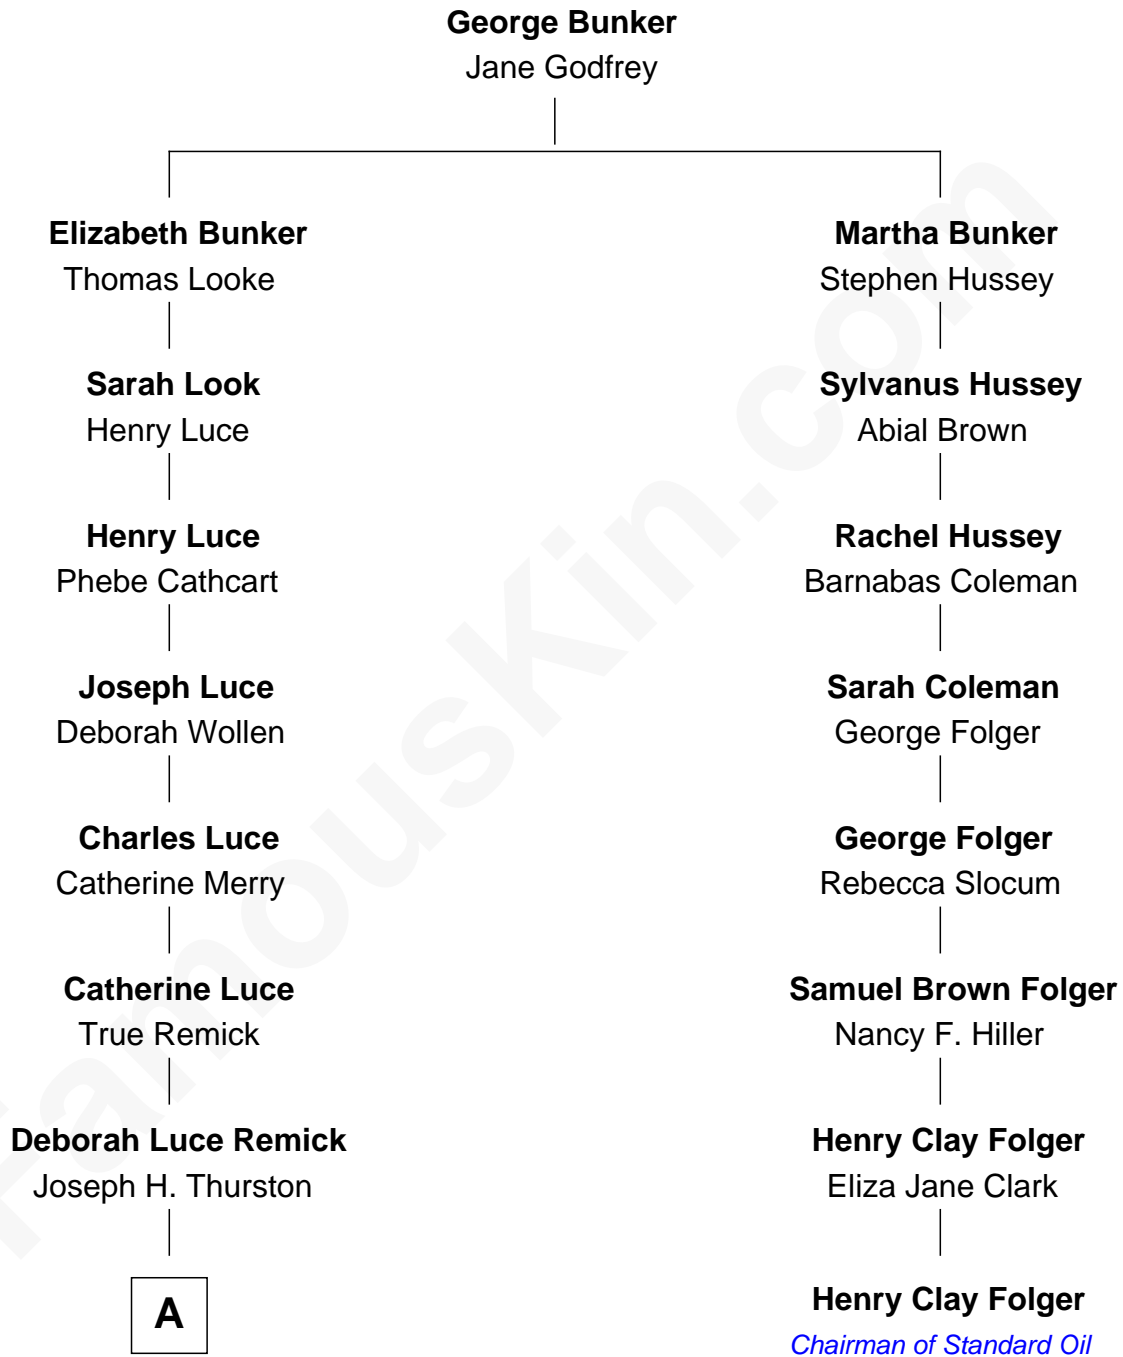 George Bunker
Jane Godfrey
Elizabeth Bunker
Thomas Looke
Martha Bunker
Stephen Hussey
Sarah Look
Henry Luce
Sylvanus Hussey
Abial Brown
Henry Luce
Phebe Cathcart
Rachel Hussey
Barnabas Coleman
Joseph Luce
Deborah Wollen
Sarah Coleman
George Folger
Charles Luce
Catherine Merry
George Folger
Rebecca Slocum
Catherine Luce
True Remick
Samuel Brown Folger
Nancy F. Hiller
Deborah Luce Remick
Joseph H. Thurston
Henry Clay Folger
Eliza Jane Clark
A
Henry Clay Folger
Chairman of Standard Oil
FamousKin.com